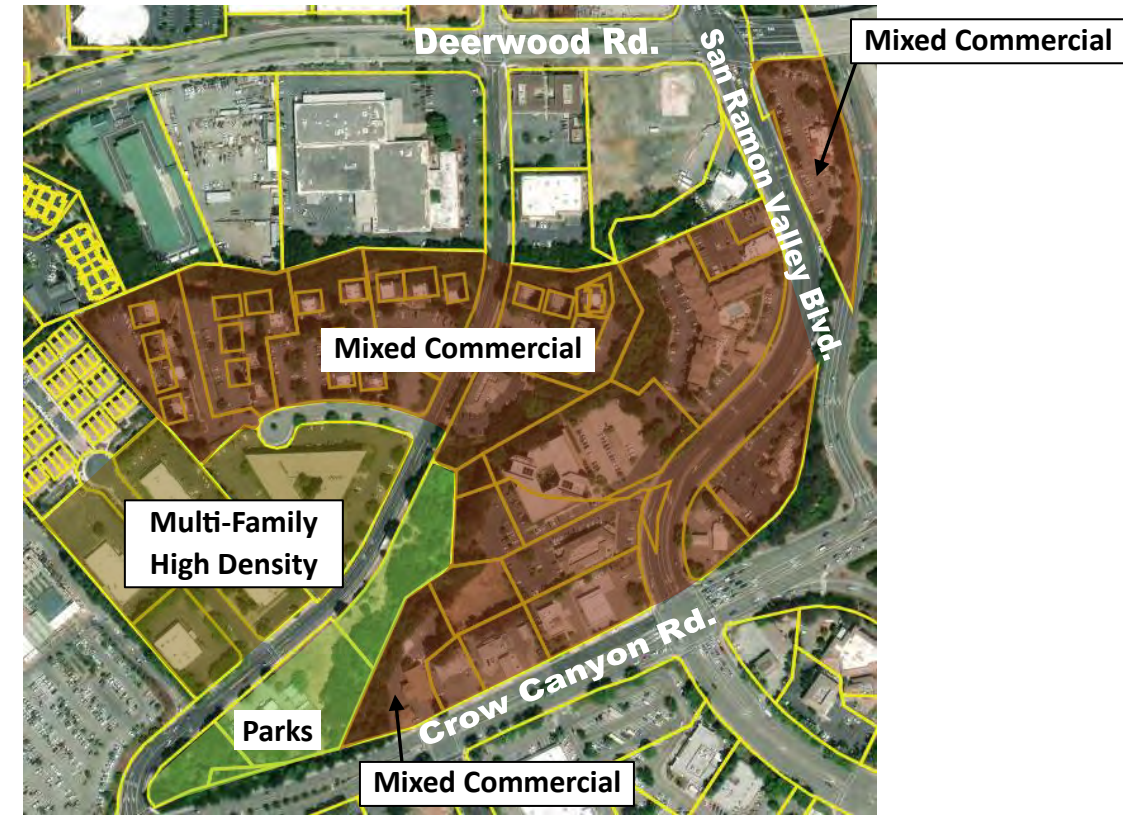 Deerwood Rd.
San Ramon Valley Blvd.
Mixed Commercial
Mixed Commercial
Multi-Family
High Density
Parks
Crow Canyon Rd.
Mixed Commercial